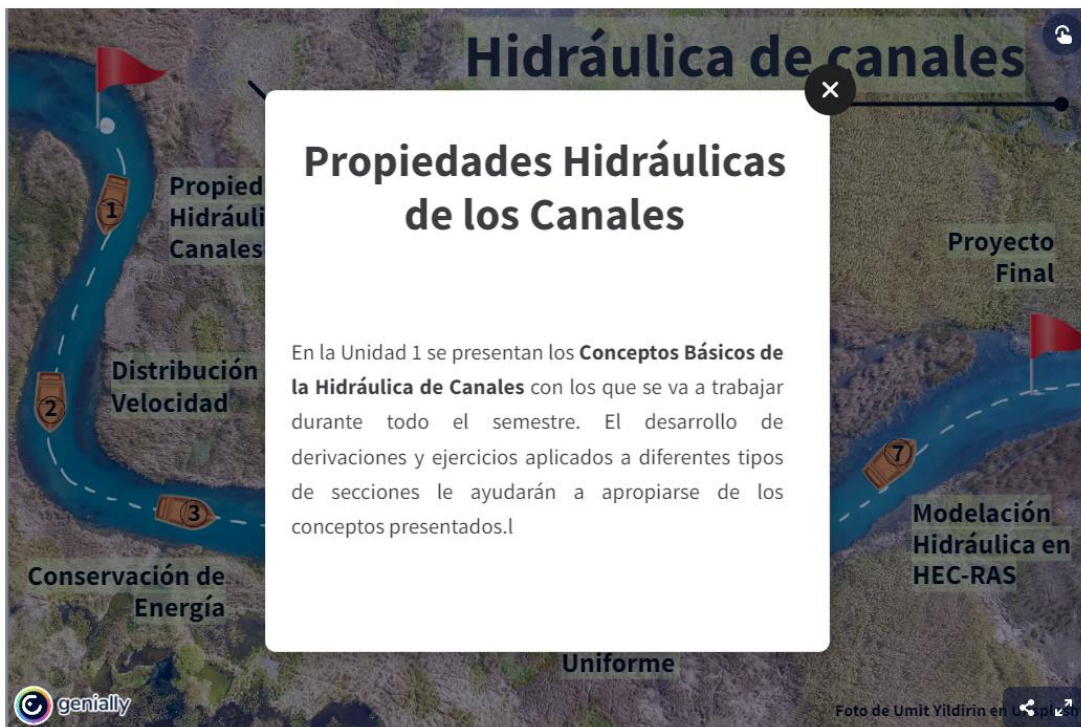 Hidráulica de canales
Propiedades Hidráulicas
de los Canales
En la Unidad 1 se presentan los Conceptos Básicos de
la Hidráulica de Canales con los que se va a trabajar
durante todo el semestre. El desarrollo de
derivaciones y ejercicios aplicados a diferentes tipos
de secciones le ayudarán a apropiarse de los
conceptos presentados.l
1
Propied
Hidráuli
Canales
2
Distribución
Velocidad
3
Conservación de
Energía
Uniforme
7
Modelación
Hidráulica en
HEC-RAS
Proyecto
Final
genially
Foto de Umit Yildirin en